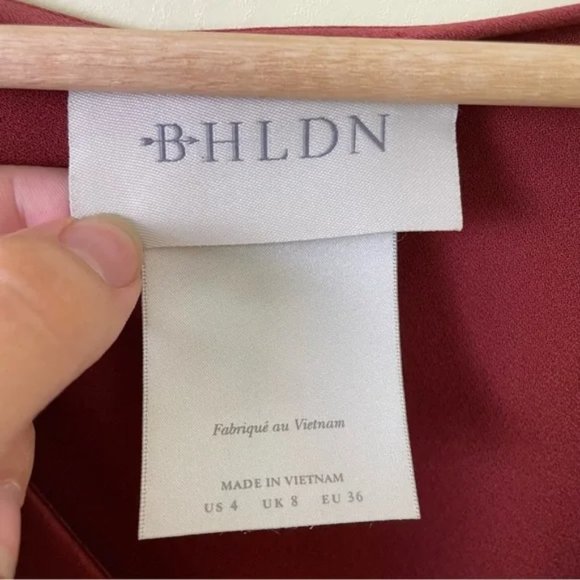 BHLDN
Fabriqué au Vietnam
MADE IN VIETNAM
US 4 UK 8 EU 36